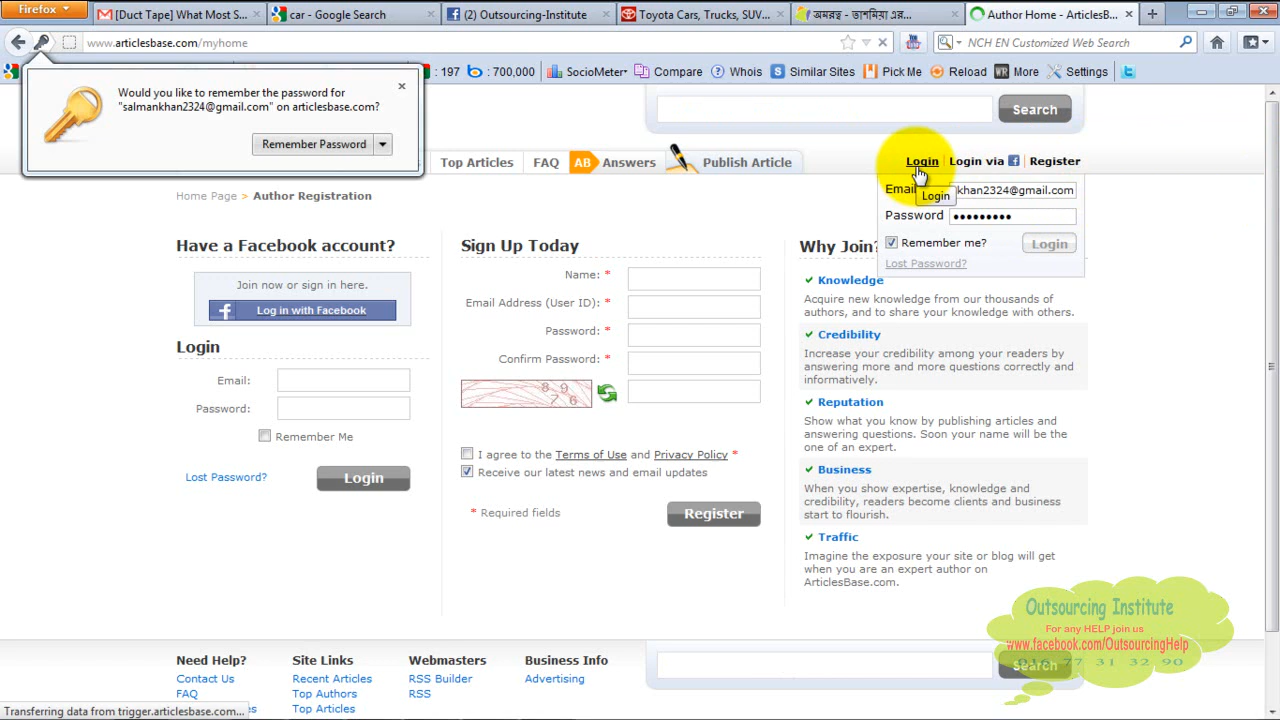 Firefox
[Duct Tape] What Most S...
car - Google Search
(2) Outsourcing-Institute
Toyota Cars, Trucks, SUV...
Author Home - ArticlesB...
www.articlesbase.com/myhome
NCH EN Customized Web Search
: 197
: 700,000
SocioMeter
Compare
Whois
Similar Sites
Pick Me
Reload
More
Settings
Would you like to remember the password for
"salmankhan2324@gmail.com" on articlesbase.com?
Remember Password
Search
Top Articles
FAQ
AB Answers
Publish Article
Login
Login via
Register
Email
khan2324@gmail.com
Login
Password
Remember me?
Login
Lost Password?
Home Page > Author Registration
Have a Facebook account?
Join now or sign in here.
Log in with Facebook
Login
Email:
Password:
Remember Me
Lost Password?
Login
Sign Up Today
Name: *
Email Address (User ID): *
Password: *
Confirm Password: *
8 9 7 6
I agree to the Terms of Use and Privacy Policy *
Receive our latest news and email updates
* Required fields
Register
Why Join?
Knowledge
Acquire new knowledge from our thousands of
authors, and to share your knowledge with others.
Credibility
Increase your credibility among your readers by
answering more and more questions correctly and
informatively.
Reputation
Show what you know by publishing articles and
answering questions. Soon your name will be the
one of an expert.
Business
When you show expertise, knowledge and
credibility, readers become clients and business
start to flourish.
Traffic
Imagine the exposure your site or blog will get
when you are an expert author on
ArticlesBase.com.
Outsourcing Institute
For any HELP join us
www.facebook.com/OutsourcingHelp
Search
Need Help?
Contact Us
FAQ
Site Links
Recent Articles
Top Authors
Webmasters
RSS Builder
RSS
Business Info
Advertising
Transferring data from trigger.articlesbase.com...